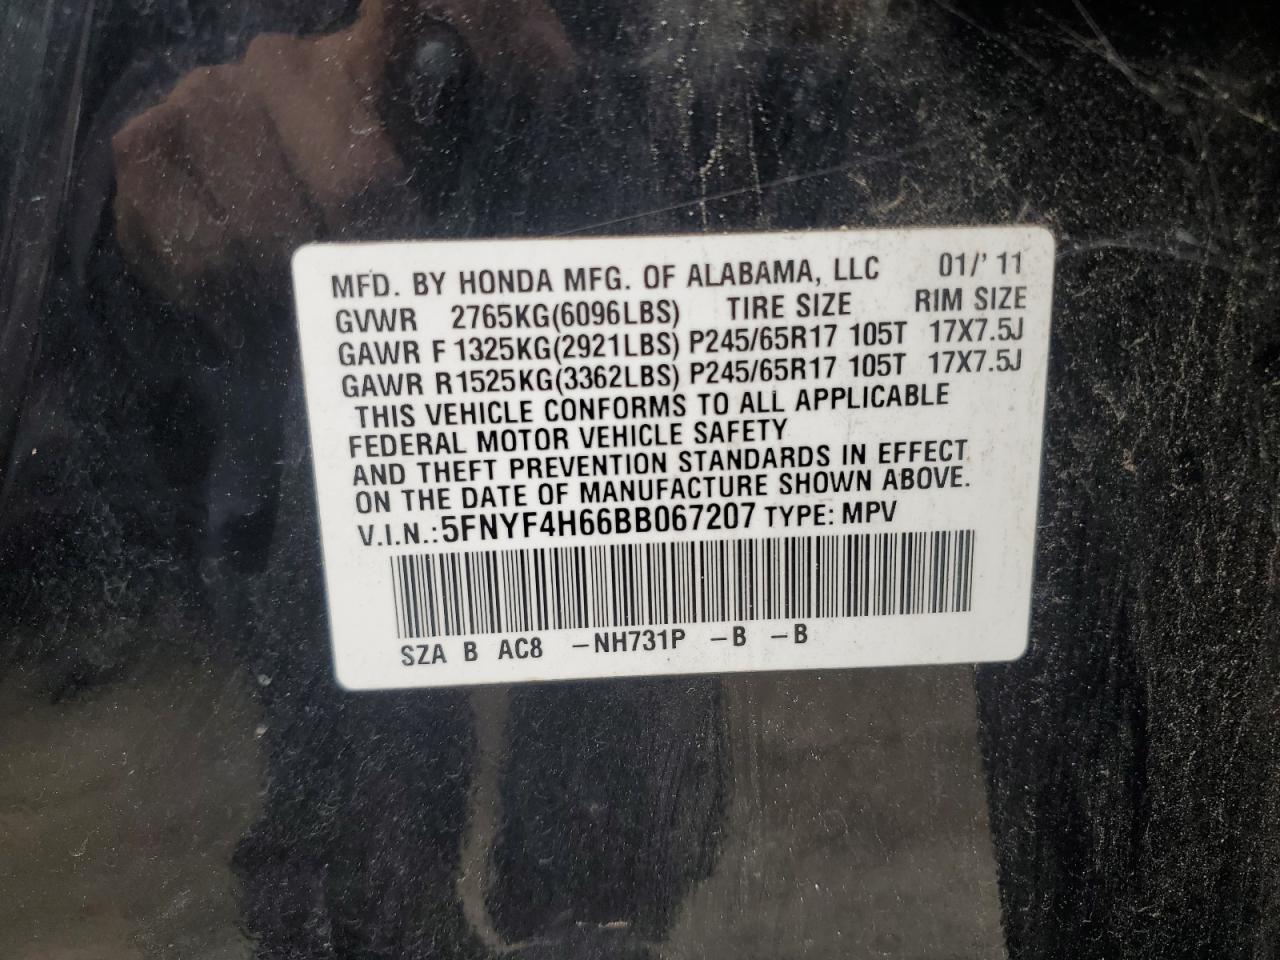 MFD. BY HONDA MFG. OF ALABAMA, LLC 01/' 11
GVWR 2765KG(6096LBS) TIRE SIZE RIM SIZE
GAWR F 1325KG(2921LBS) P245/65R17 105T 17X7.5J
GAWR R1525KG(3362LBS) P245/65R17 105T 17X7.5J
THIS VEHICLE CONFORMS TO ALL APPLICABLE
FEDERAL MOTOR VEHICLE SAFETY
AND THEFT PREVENTION STANDARDS IN EFFECT
ON THE DATE OF MANUFACTURE SHOWN ABOVE.
V.I.N.: 5FNYF4H66BB067207 TYPE: MPV
SZA B AC8 -NH731P -B -B